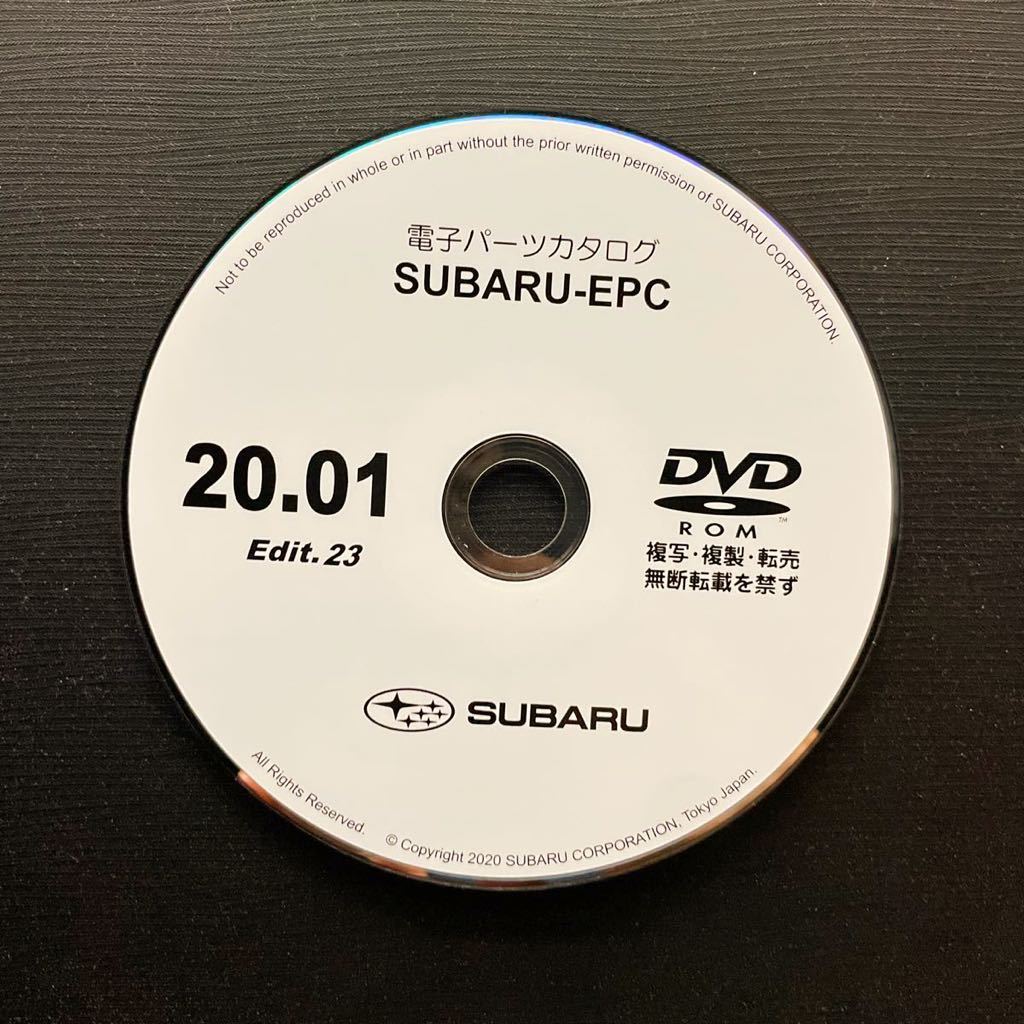 Not to be reproduced in whole or in part without the prior written permission of SUBARU CORPORATION.
電子パーツカタログ
SUBARU-EPC
20.01
Edit.23
DVD
TM
ROM
複写・複製・転売
無断転載を禁ず
SUBARU
All Rights Reserved.
© Copyright 2020 SUBARU CORPORATION, Tokyo Japan.